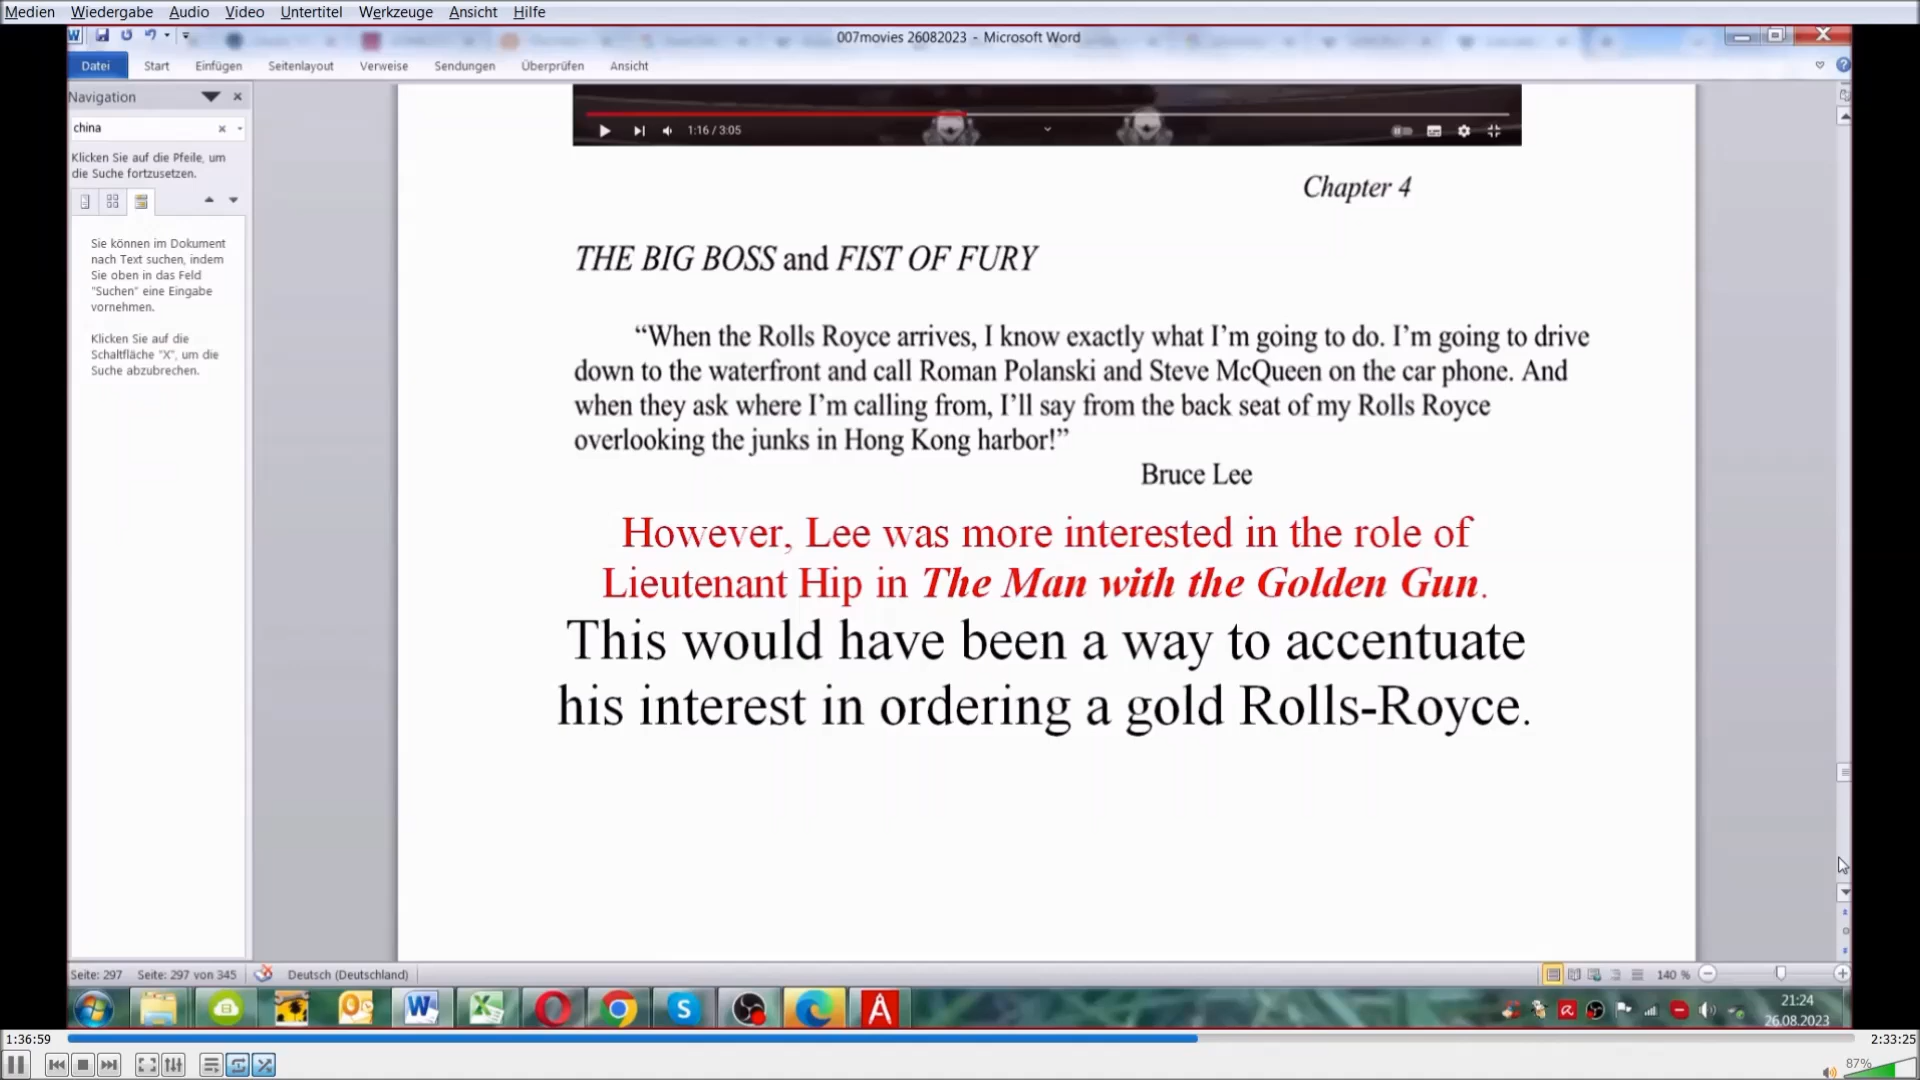 Medien Wiedergabe Audio Video Untertitel Werkzeuge Ansicht Hilfe
007movies 26082023 - Microsoft Word
Datei Start Einfügen Seitenlayout Verweise Sendungen Überprüfen Ansicht
Navigation
china
Klicken Sie auf die Pfeile, um
die Suche fortzusetzen.
Sie können im Dokument
nach Text suchen, indem
Sie oben in das Feld
"Suchen" eine Eingabe
vornehmen.
Klicken Sie auf die
Schaltfläche "X", um die
Suche abzubrechen.
1:16 / 3:05
Chapter 4
THE BIG BOSS and FIST OF FURY
“When the Rolls Royce arrives, I know exactly what I’m going to do. I’m going to drive
down to the waterfront and call Roman Polanski and Steve McQueen on the car phone. And
when they ask where I’m calling from, I’ll say from the back seat of my Rolls Royce
overlooking the junks in Hong Kong harbor!”
Bruce Lee
However, Lee was more interested in the role of
Lieutenant Hip in The Man with the Golden Gun.
This would have been a way to accentuate
his interest in ordering a gold Rolls-Royce.
Seite: 297 Seite: 297 von 345 Deutsch (Deutschland) 140 %
21:24
26.08.2023
1:36:59 2:33:25
87%